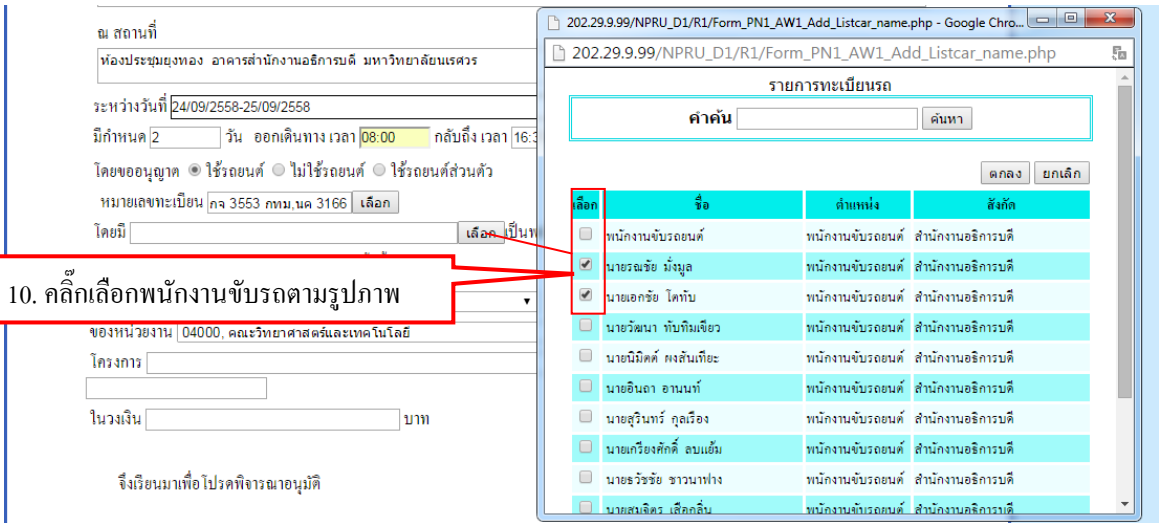 ณ สถานที่
ห้องประชุมยุงทอง อาคารสำนักงานอธิการบดี มหาวิทยาลัยนเรศวร
ระหว่างวันที่ 24/09/2558-25/09/2558
มีกำหนด 2 วัน ออกเดินทาง เวลา 08:00 กลับถึง เวลา
โดยขออนุญาต ใช้รถยนต์ ไม่ใช้รถยนต์ ใช้รถยนต์ส่วนตัว
หมายเลขทะเบียน กจ 3553 กทม,นค 3166 เลือก
โดยมี เลือก
10. คลิ๊กเลือกพนักงานขับรถตามรูปภาพ
ของหน่วยงาน 04000, คณะวิทยาศาสตร์และเทคโนโลยี
โครงการ
ในวงเงิน บาท
จึงเรียนมาเพื่อโปรดพิจารณาอนุมัติ
202.29.9.99/NPRU_D1/R1/Form_PN1_AW1_Add_Listcar_name.php - Google Chro...
202.29.9.99/NPRU_D1/R1/Form_PN1_AW1_Add_Listcar_name.php
รายการทะเบียนรถ
คำค้น ค้นหา
ตกลง ยกเลิก
เลือก ชื่อ ตำแหน่ง สังกัด
พนักงานขับรถยนต์ พนักงานขับรถยนต์ สำนักงานอธิการบดี
นายรณชัย มั่งมูล พนักงานขับรถยนต์ สำนักงานอธิการบดี
นายเอกชัย โตทับ พนักงานขับรถยนต์ สำนักงานอธิการบดี
นายวัฒนา ทับทิมเขียว พนักงานขับรถยนต์ สำนักงานอธิการบดี
นายนิมิตต์ ผงสันเทียะ พนักงานขับรถยนต์ สำนักงานอธิการบดี
นายอินถา อานนท์ พนักงานขับรถยนต์ สำนักงานอธิการบดี
นายสุรินทร์ กุลเรือง พนักงานขับรถยนต์ สำนักงานอธิการบดี
นายเกรียงศักดิ์ ลบแย้ม พนักงานขับรถยนต์ สำนักงานอธิการบดี
นายธวัชชัย ชาวนาฟาง พนักงานขับรถยนต์ สำนักงานอธิการบดี
นายสมจิตร เสือกลิ่น พนักงานขับรถยนต์ สำนักงานอธิการบดี